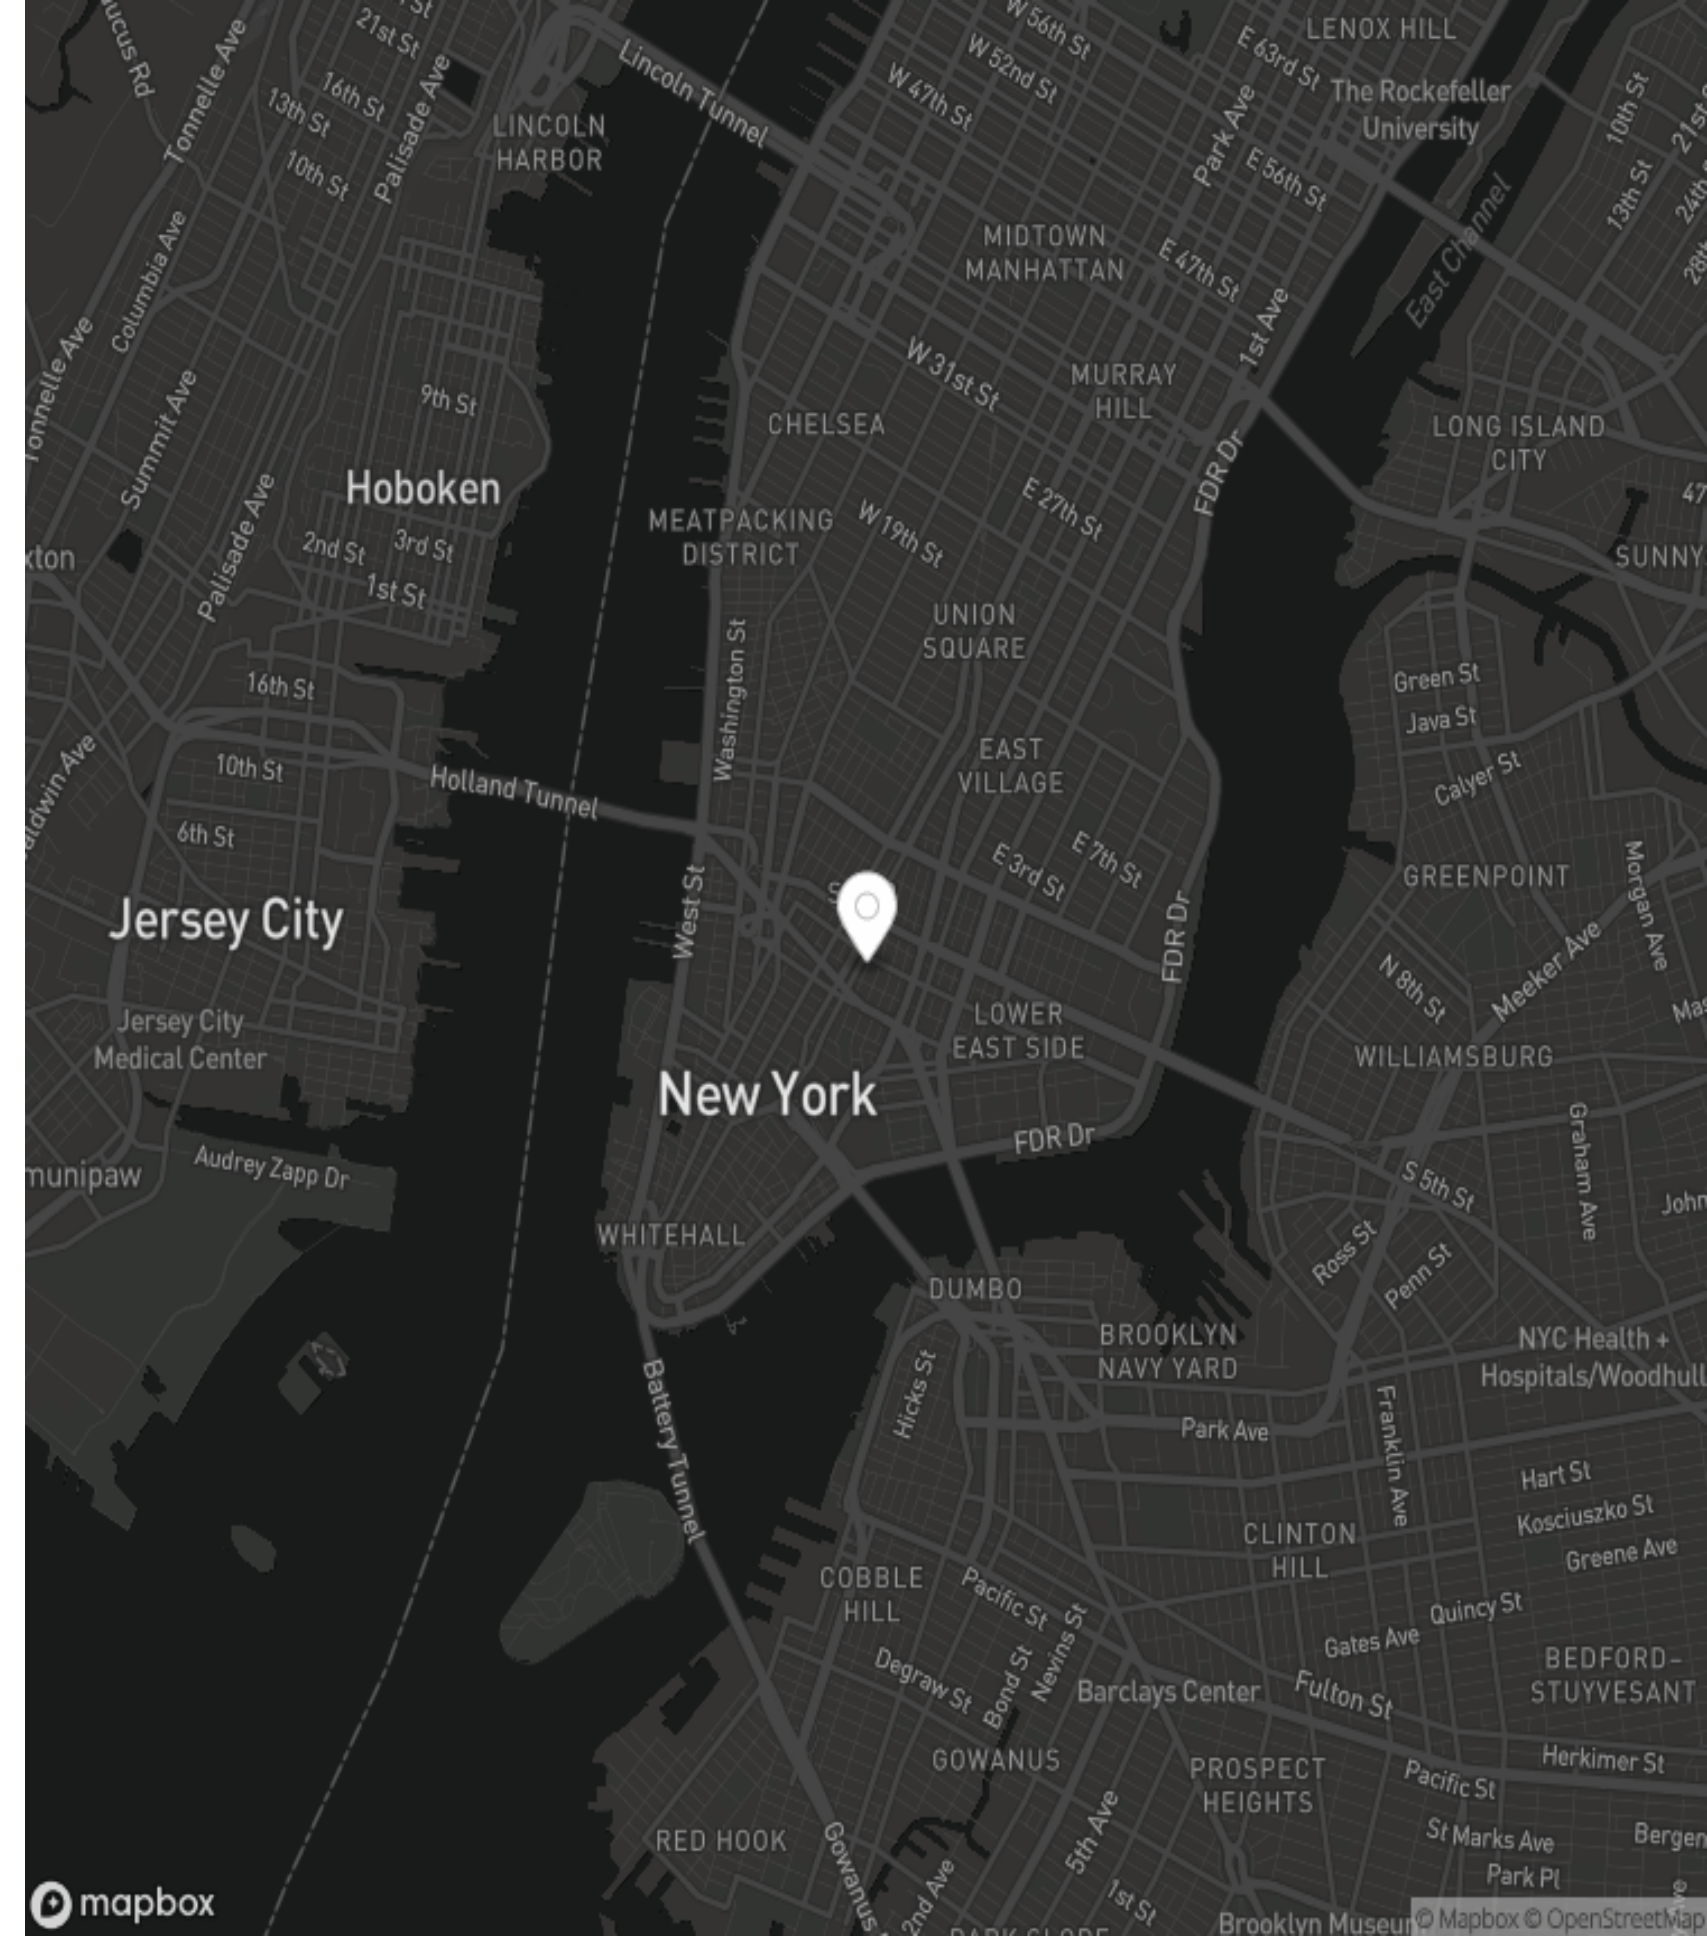 W 56th St
LENOX HILL
21st St
E 63rd St
W 52nd St
Lincoln Tunnel
Tonnelle Ave
16th St
Palisade Ave
W 47th St
Park Ave
The Rockefeller
University
10th St
13th St
LINCOLN
HARBOR
E 56th St
10th St
13th St
MIDTOWN
MANHATTAN
East Channel
Columbia Ave
E 47th St
1st Ave
Tonnelle Ave
W 31st St
MURRAY
HILL
9th St
Summit Ave
CHELSEA
LONG ISLAND
CITY
FDR Dr
Hoboken
E 27th St
MEATPACKING
DISTRICT
W 19th St
2nd St
3rd St
Palisade Ave
1st St
UNION
SQUARE
Washington St
16th St
Green St
Java St
EAST
VILLAGE
10th St
Holland Tunnel
Calyer St
6th St
E 7th St
E 3rd St
GREENPOINT
Morgan Ave
West St
Jersey City
FDR Dr
N 8th St
Meeker Ave
Jersey City
Medical Center
LOWER
EAST SIDE
WILLIAMSBURG
New York
FDR Dr
Graham Ave
Audrey Zapp Dr
S 5th St
WHITEHALL
Ross St
Penn St
DUMBO
BROOKLYN
NAVY YARD
NYC Health +
Hospitals/Woodhull
Hicks St
Battery Tunnel
Park Ave
Franklin Ave
Hart St
Kosciuszko St
CLINTON
HILL
Greene Ave
COBBLE
HILL
Pacific St
Quincy St
Nevins St
Gates Ave
Degraw St
Bond St
Barclays Center
Fulton St
BEDFORD-
STUYVESANT
GOWANUS
PROSPECT
HEIGHTS
Herkimer St
Pacific St
RED HOOK
5th Ave
St Marks Ave
Bergen
Gowanus
Park Pl
2nd Ave
1st St
mapbox
Brooklyn Museum
© Mapbox © OpenStreetMap